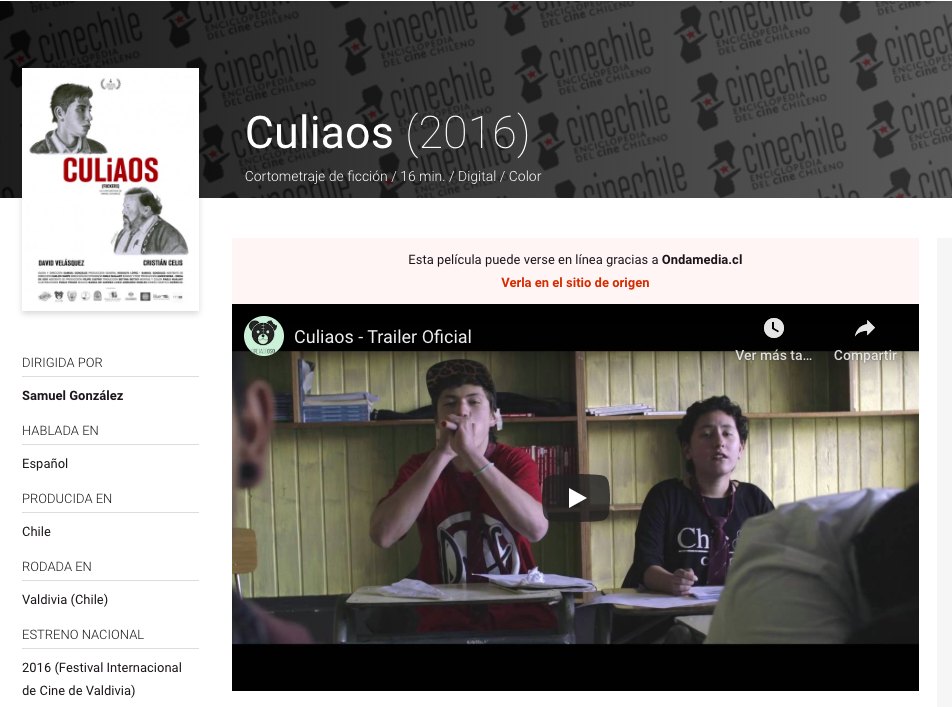 cinechile
ENCICLOPEDIA
DEL cine CHILENO
CULiAOS
(FUCKERS)
DAVID VELÁSQUEZ
CRISTIÁN CELIS
Culiaos (2016)
Cortometraje de ficción / 16 min. / Digital / Color
Esta película puede verse en línea gracias a Ondamedia.cl
Verla en el sitio de origen
Culiaos - Trailer Oficial
Ver más ta...
Compartir
Chi
DIRIGIDA POR
Samuel González
HABLADA EN
Español
PRODUCIDA EN
Chile
RODADA EN
Valdivia (Chile)
ESTRENO NACIONAL
2016 (Festival Internacional
de Cine de Valdivia)